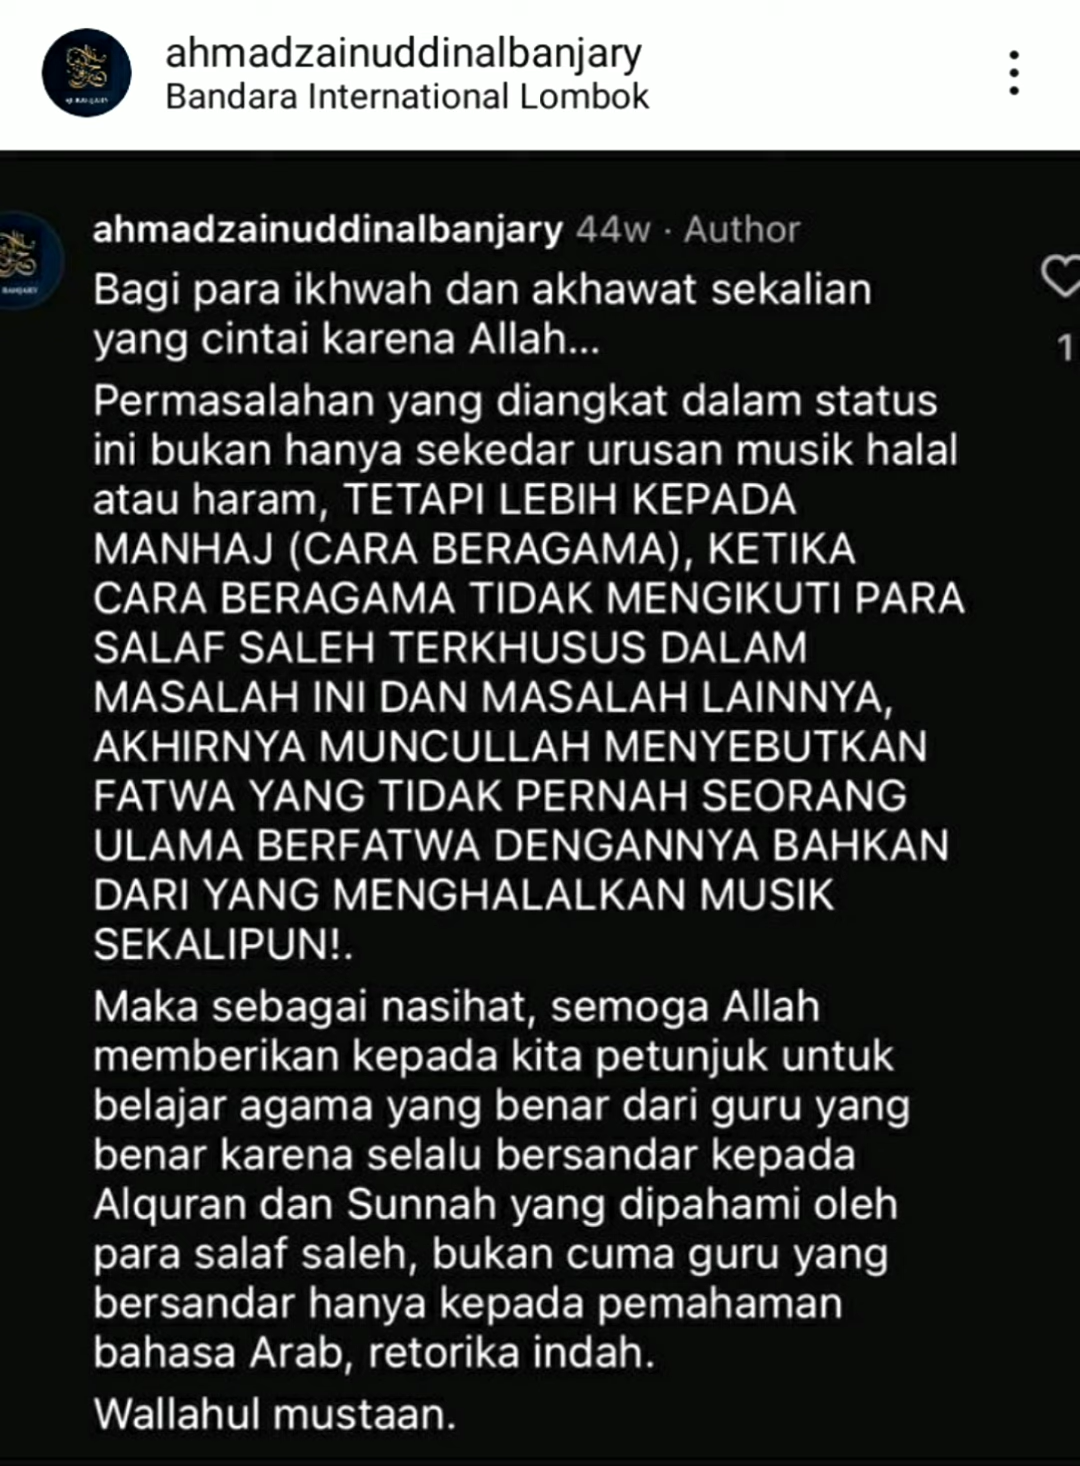 ahmadzainuddinalbanjary
Bandara International Lombok
ahmadzainuddinalbanjary 44w · Author
Bagi para ikhwah dan akhawat sekalian
yang cintai karena Allah...
1
Permasalahan yang diangkat dalam status
ini bukan hanya sekedar urusan musik halal
atau haram, TETAPI LEBIH KEPADA
MANHAJ (CARA BERAGAMA), KETIKA
CARA BERAGAMA TIDAK MENGIKUTI PARA
SALAF SALEH TERKHUSUS DALAM
MASALAH INI DAN MASALAH LAINNYA,
AKHIRNYA MUNCULLAH MENYEBUTKAN
FATWA YANG TIDAK PERNAH SEORANG
ULAMA BERFATWA DENGANNYA BAHKAN
DARI YANG MENGHALALKAN MUSIK
SEKALIPUN!.
Maka sebagai nasihat, semoga Allah
memberikan kepada kita petunjuk untuk
belajar agama yang benar dari guru yang
benar karena selalu bersandar kepada
Alquran dan Sunnah yang dipahami oleh
para salaf saleh, bukan cuma guru yang
bersandar hanya kepada pemahaman
bahasa Arab, retorika indah.
Wallahul mustaan.